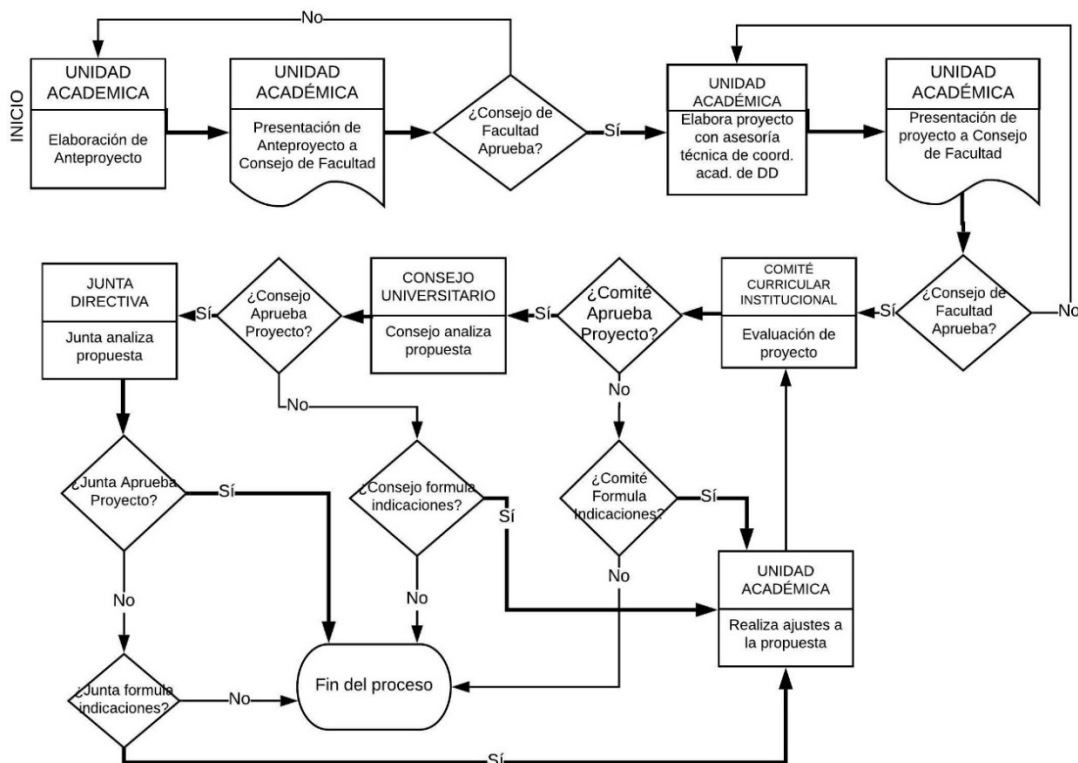 No
INICIO
UNIDAD
ACADEMICA
Elaboración de
Anteproyecto
UNIDAD
ACADÉMICA
Presentación de
Anteproyecto a
Consejo de Facultad
¿Consejo de
Facultad
Aprueba?
Sí
UNIDAD
ACADÉMICA
Elabora proyecto
con asesoría
técnica de coord.
acad. de DD
UNIDAD
ACADÉMICA
Presentación de
proyecto a Consejo
de Facultad
¿Consejo de
Facultad
Aprueba?
No
Sí
COMITÉ
CURRICULAR
INSTITUCIONAL
Evaluación de
proyecto
¿Comité
Aprueba
Proyecto?
Sí
No
CONSEJO
UNIVERSITARIO
Consejo analiza
propuesta
¿Consejo
Aprueba
Proyecto?
Sí
No
JUNTA
DIRECTIVA
Junta analiza
propuesta
¿Junta Aprueba
Proyecto?
Sí
No
¿Consejo formula
indicaciones?
Sí
No
¿Comité
Formula
Indicaciones?
Sí
No
UNIDAD
ACADÉMICA
Realiza ajustes a
la propuesta
¿Junta formula
indicaciones?
No
Sí
Fin del proceso